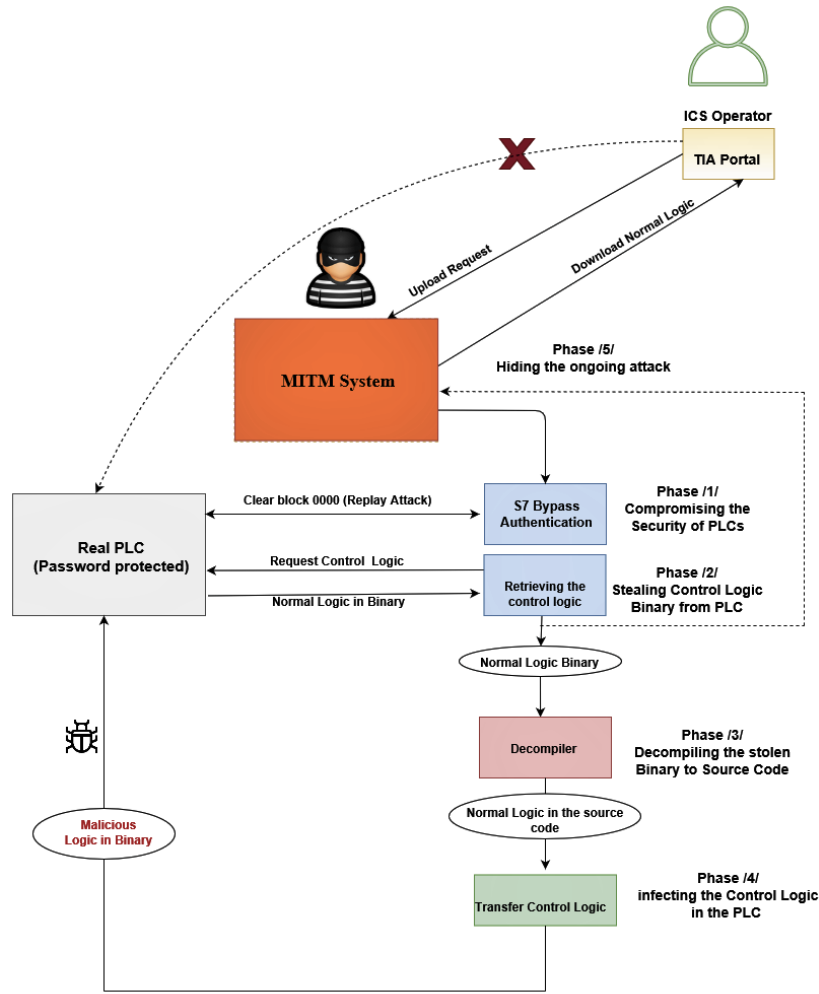 ICS Operator
TIA Portal
Upload Request
Download Normal Logic
MITM System
Phase /5/
Hiding the ongoing attack
Real PLC
(Password protected)
Clear block 0000 (Replay Attack)
S7 Bypass
Authentication
Phase /1/
Compromising the
Security of PLCs
Request Control Logic
Normal Logic in Binary
Retrieving the
control logic
Phase /2/
Stealing Control Logic
Binary from PLC
Normal Logic Binary
Decompiler
Phase /3/
Decompiling the stolen
Binary to Source Code
Normal Logic in the source
code
Malicious
Logic in Binary
Transfer Control Logic
Phase /4/
infecting the Control Logic
in the PLC